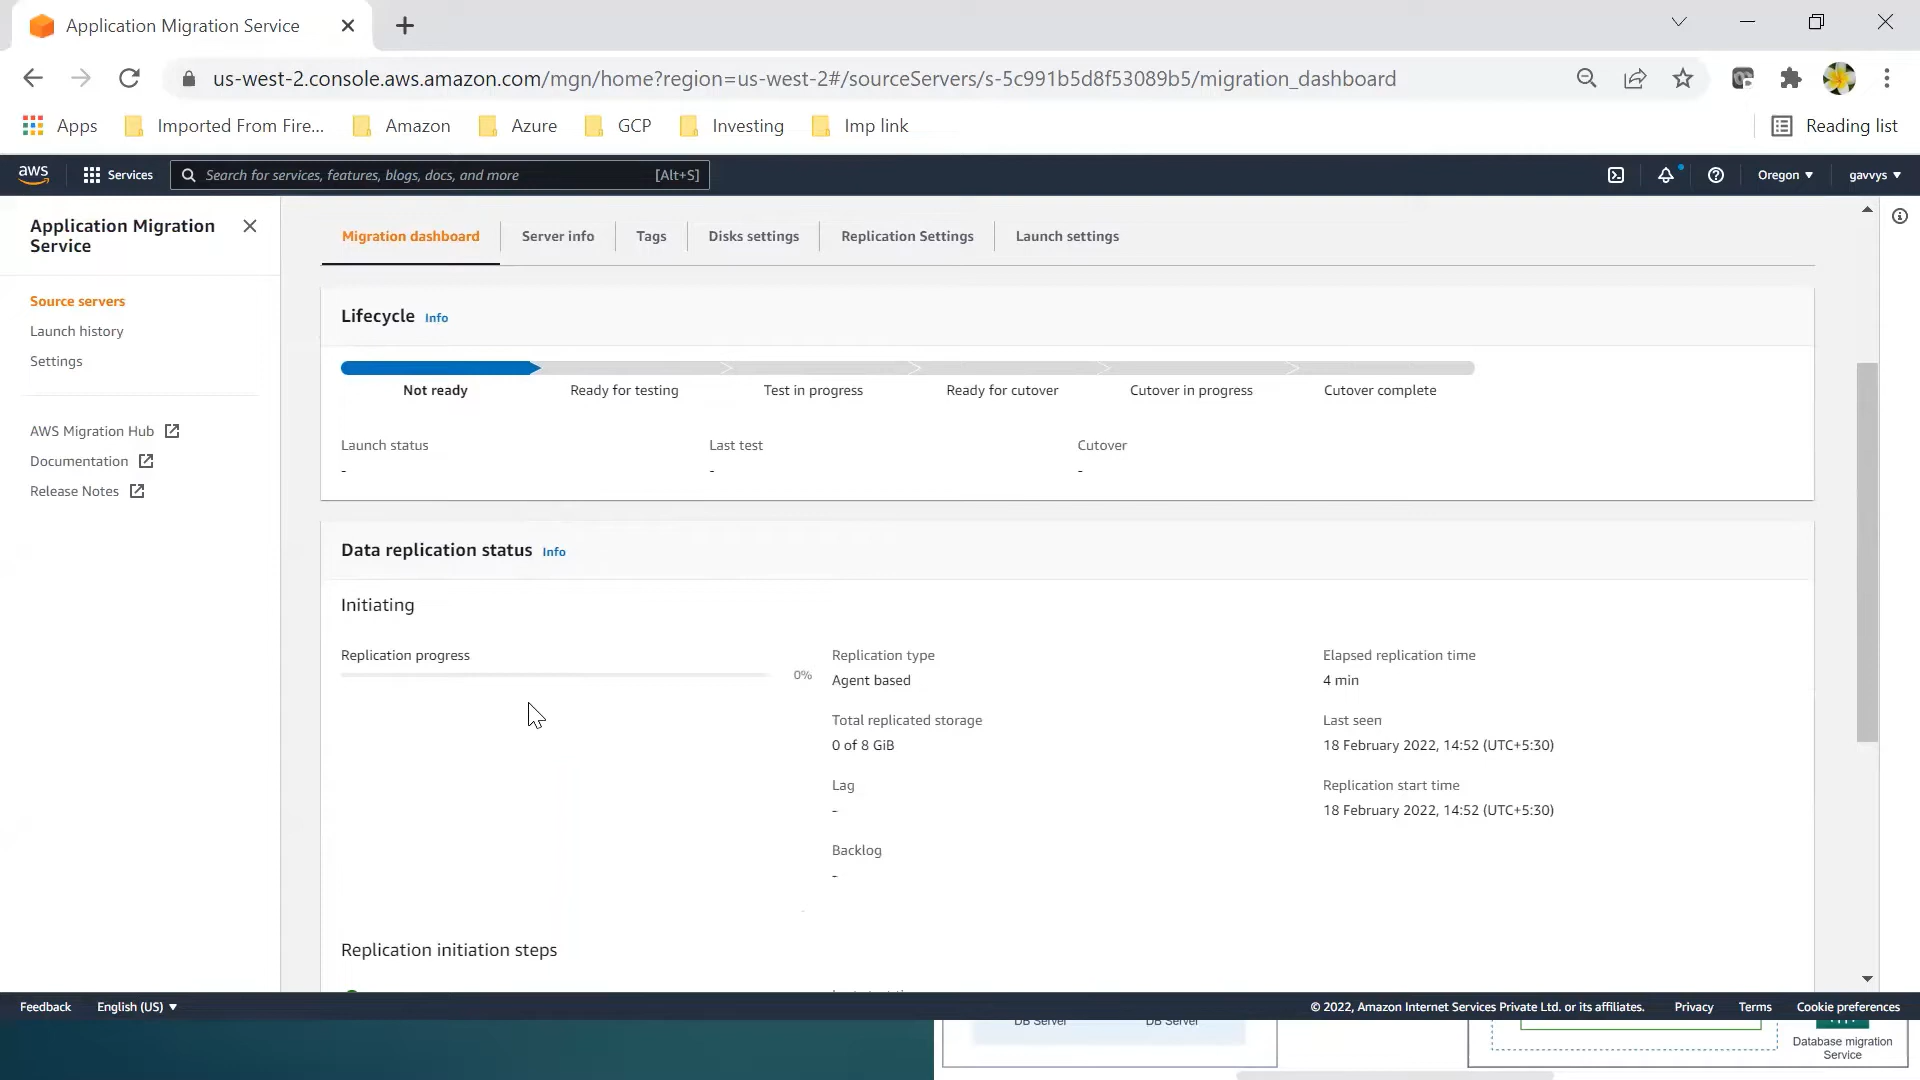 Application Migration Service
us-west-2.console.aws.amazon.com/mgn/home?region=us-west-2#/sourceServers/s-5c991b5d8f53089b5/migration_dashboard
Apps
Imported From Fire...
Amazon
Azure
GCP
Investing
Imp link
Reading list
aws
Services
Search for services, features, blogs, docs, and more
[Alt+S]
Oregon
gavvys
Application Migration
Service
Source servers
Launch history
Settings
AWS Migration Hub
Documentation
Release Notes
Migration dashboard
Server info
Tags
Disks settings
Replication Settings
Launch settings
Lifecycle Info
Not ready
Ready for testing
Test in progress
Ready for cutover
Cutover in progress
Cutover complete
Launch status
-
Last test
-
Cutover
-
Data replication status Info
Initiating
Replication progress
0%
Replication type
Agent based
Total replicated storage
0 of 8 GiB
Lag
-
Backlog
-
Elapsed replication time
4 min
Last seen
18 February 2022, 14:52 (UTC+5:30)
Replication start time
18 February 2022, 14:52 (UTC+5:30)
Replication initiation steps
Feedback
English (US)
© 2022, Amazon Internet Services Private Ltd. or its affiliates.
Privacy
Terms
Cookie preferences
DB Server
DB Server
Database migration
Service